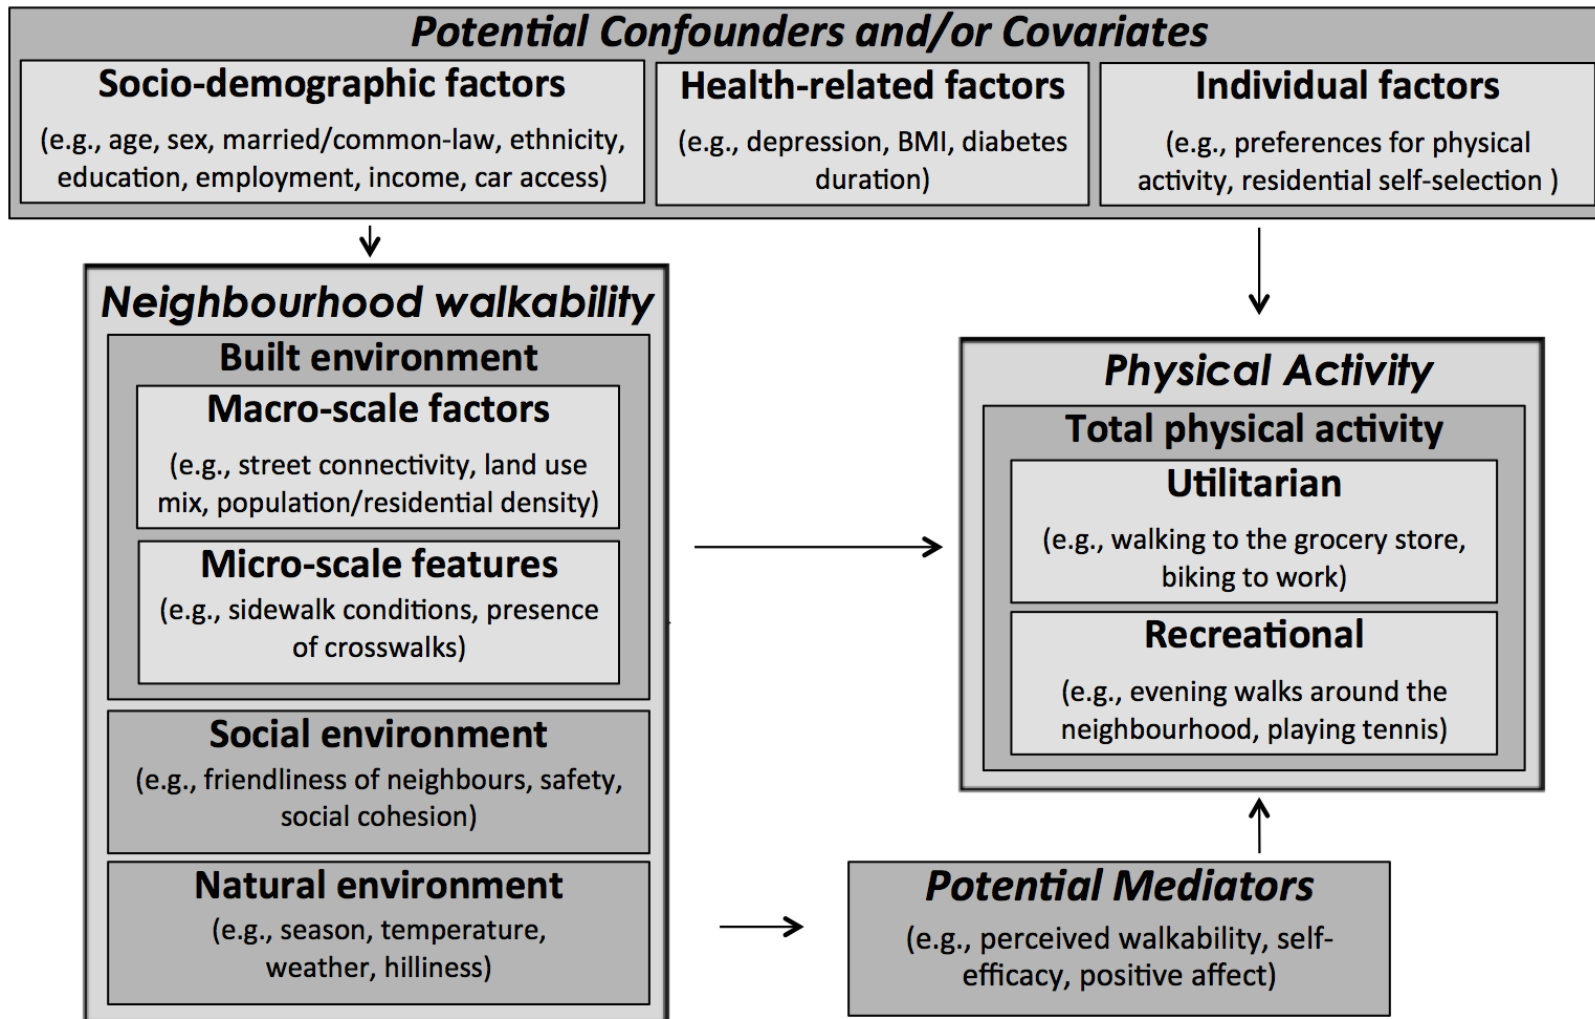 Potential Confounders and/or Covariates
Socio-demographic factors
(e.g., age, sex, married/common-law, ethnicity,
education, employment, income, car access)
Health-related factors
(e.g., depression, BMI, diabetes
duration)
Individual factors
(e.g., preferences for physical
activity, residential self-selection )
Neighbourhood walkability
Built environment
Macro-scale factors
(e.g., street connectivity, land use
mix, population/residential density)
Micro-scale features
(e.g., sidewalk conditions, presence
of crosswalks)
Social environment
(e.g., friendliness of neighbours, safety,
social cohesion)
Natural environment
(e.g., season, temperature,
weather, hilliness)
Physical Activity
Total physical activity
Utilitarian
(e.g., walking to the grocery store,
biking to work)
Recreational
(e.g., evening walks around the
neighbourhood, playing tennis)
Potential Mediators
(e.g., perceived walkability, self-
efficacy, positive affect)